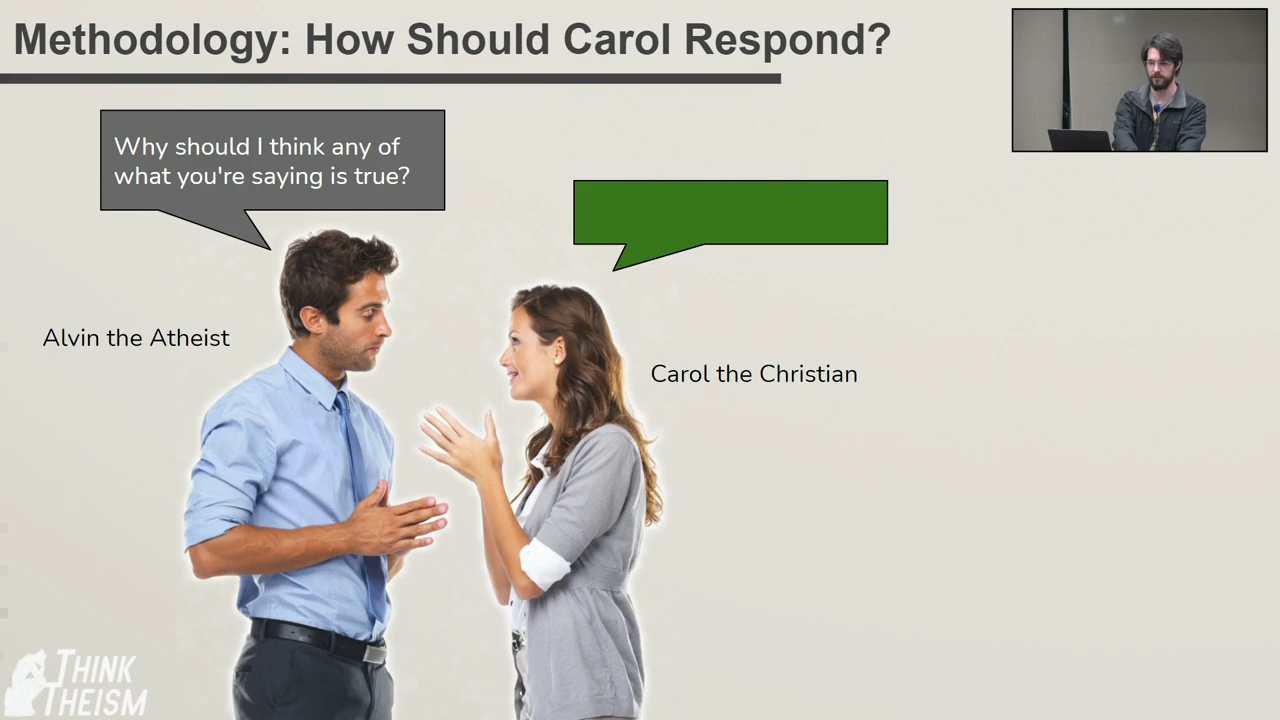 Methodology: How Should Carol Respond?
Why should I think any of
what you're saying is true?
Alvin the Atheist
Carol the Christian
THINK
THEISM